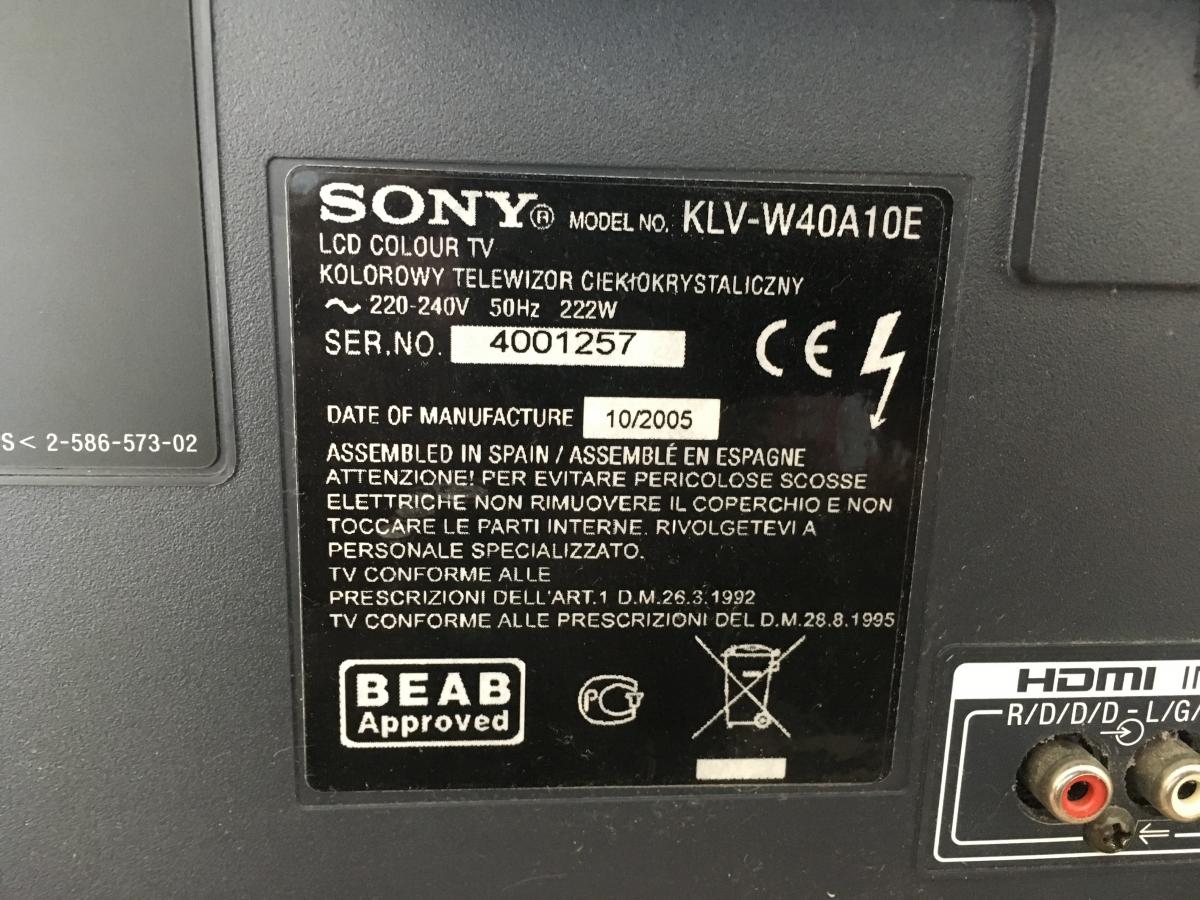 SONY® MODEL NO. KLV-W40A10E
LCD COLOUR TV
KOLOROWY TELEWIZOR CIEKŁOKRYSTALICZNY
~ 220-240V 50Hz 222W
SER.NO. 4001257
CE
DATE OF MANUFACTURE 10/2005
ASSEMBLED IN SPAIN / ASSEMBLÉ EN ESPAGNE
ATTENZIONE! PER EVITARE PERICOLOSE SCOSSE
ELETTRICHE NON RIMUOVERE IL COPERCHIO E NON
TOCCARE LE PARTI INTERNE. RIVOLGETEVI A
PERSONALE SPECIALIZZATO.
TV CONFORME ALLE
PRESCRIZIONI DELL'ART.1 D.M.26.3.1992
TV CONFORME ALLE PRESCRIZIONI DEL D.M.28.8.1995
BEAB
Approved
PCT
S< 2-586-573-02
HDMI IN
R/D/D/D - L/G/